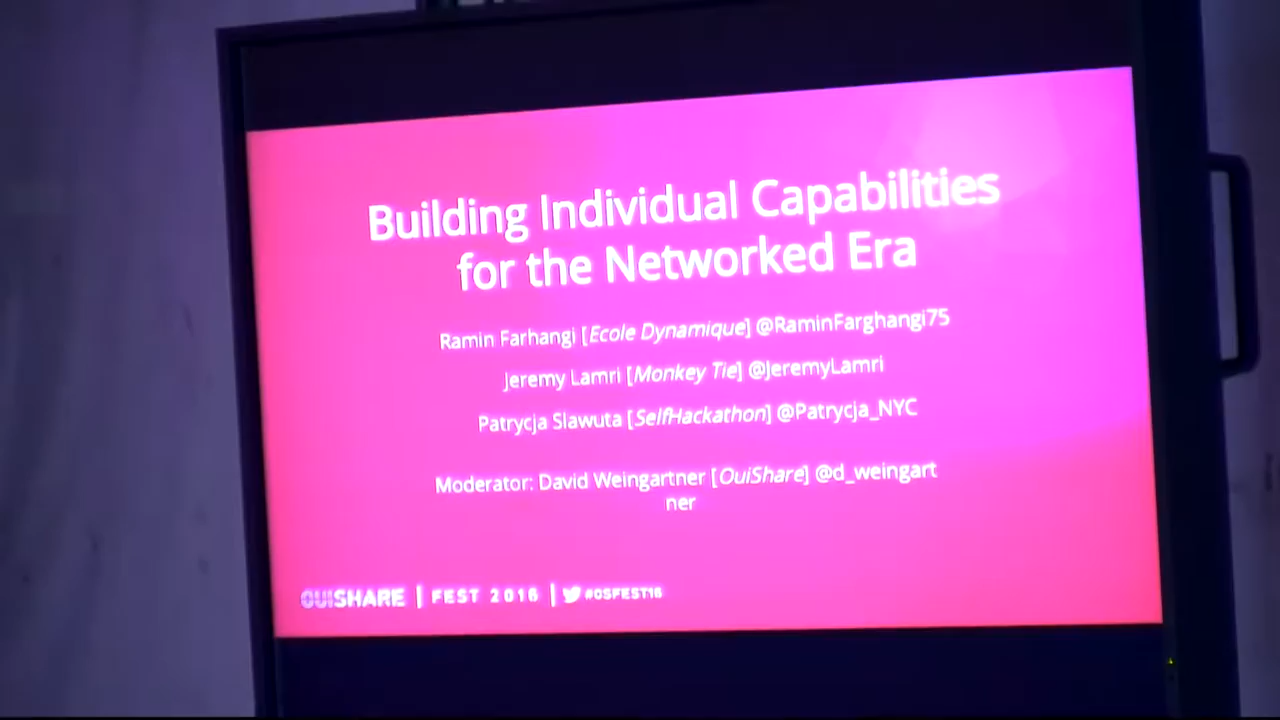 Building Individual Capabilities
for the Networked Era
Ramin Farhangi [Ecole Dynamique] @RaminFarghangi75
Jeremy Lamri [Monkey Tie] @JeremyLamri
Patrycja Slawuta [SelfHackathon] @Patrycja_NYC
Moderator: David Weingartner [OuiShare] @d_weingart
ner
OUISHARE | FEST 2016 | #OSFEST16